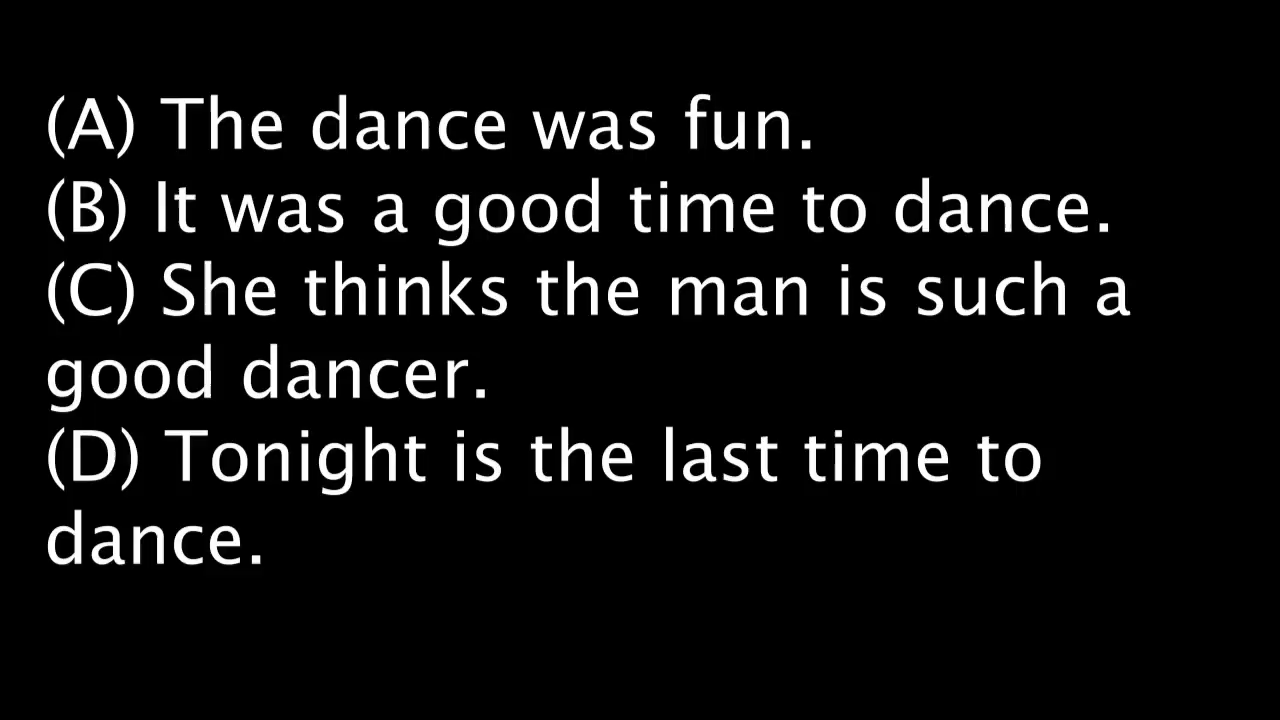 (A) The dance was fun.
(B) It was a good time to dance.
(C) She thinks the man is such a
good dancer.
(D) Tonight is the last time to
dance.